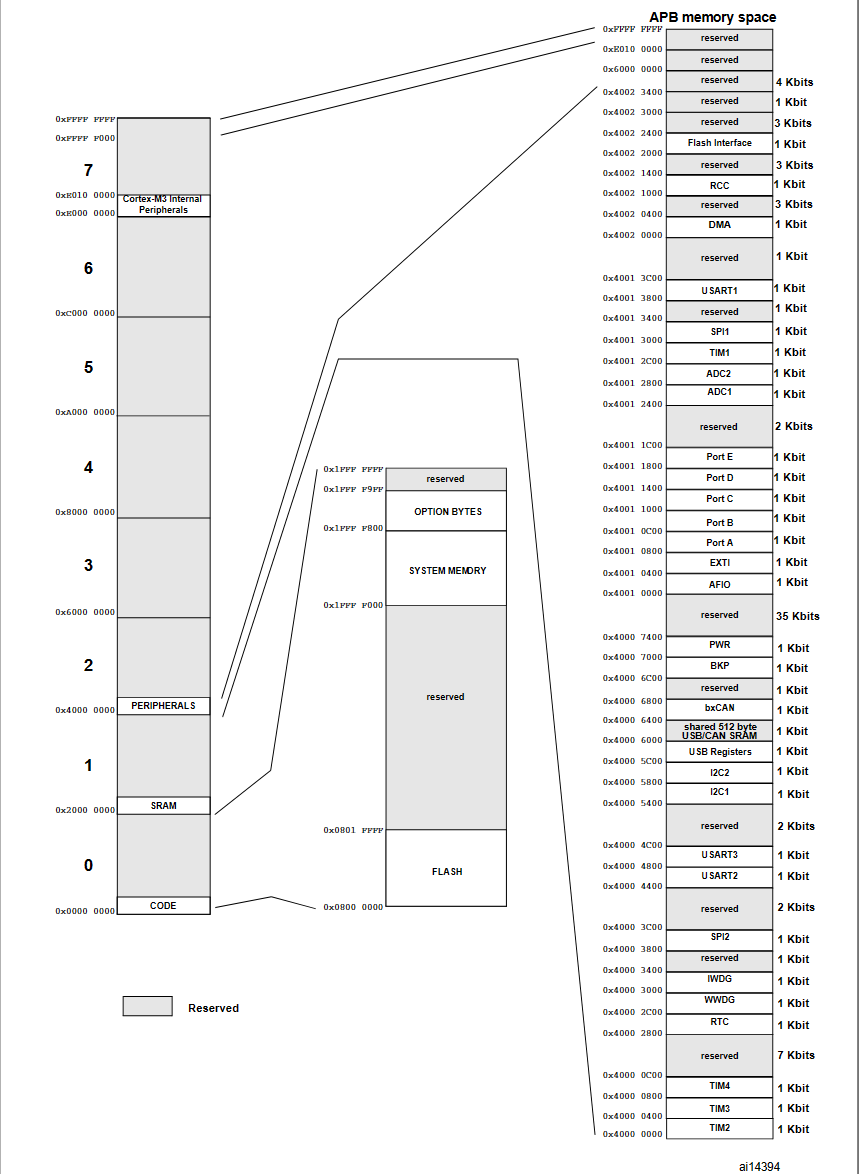 APB memory space
0xFFFF FFFF
reserved
0xE010 0000
reserved
0x6000 0000
reserved
4 Kbits
0x4002 3400
reserved
1 Kbit
0x4002 3000
reserved
3 Kbits
0x4002 2400
Flash Interface
1 Kbit
0x4002 2000
reserved
3 Kbits
0x4002 1400
RCC
1 Kbit
0x4002 1000
reserved
3 Kbits
0x4002 0400
DMA
1 Kbit
0x4002 0000
reserved
1 Kbit
0x4001 3C00
USART1
1 Kbit
0x4001 3800
reserved
1 Kbit
0x4001 3400
SPI1
1 Kbit
0x4001 3000
TIM1
1 Kbit
0x4001 2C00
ADC2
1 Kbit
0x4001 2800
ADC1
1 Kbit
0x4001 2400
reserved
2 Kbits
0x4001 1C00
Port E
1 Kbit
0x4001 1800
Port D
1 Kbit
0x4001 1400
Port C
1 Kbit
0x4001 1000
Port B
1 Kbit
0x4001 0C00
Port A
1 Kbit
0x4001 0800
EXTI
1 Kbit
0x4001 0400
AFIO
1 Kbit
0x4001 0000
reserved
35 Kbits
0x4000 7400
PWR
1 Kbit
0x4000 7000
BKP
1 Kbit
0x4000 6C00
reserved
1 Kbit
0x4000 6800
bxCAN
1 Kbit
0x4000 6400
shared 512 byte
USB/CAN SRAM
1 Kbit
0x4000 6000
USB Registers
1 Kbit
0x4000 5C00
I2C2
1 Kbit
0x4000 5800
I2C1
1 Kbit
0x4000 5400
reserved
2 Kbits
0x4000 4C00
USART3
1 Kbit
0x4000 4800
USART2
1 Kbit
0x4000 4400
reserved
2 Kbits
0x4000 3C00
SPI2
1 Kbit
0x4000 3800
reserved
1 Kbit
0x4000 3400
IWDG
1 Kbit
0x4000 3000
WWDG
1 Kbit
0x4000 2C00
RTC
1 Kbit
0x4000 2800
reserved
7 Kbits
0x4000 0C00
TIM4
1 Kbit
0x4000 0800
TIM3
1 Kbit
0x4000 0400
TIM2
1 Kbit
0x4000 0000
0xFFFF FFFF
0xFFFF F000
7
0xE010 0000
Cortex-M3 Internal
Peripherals
0xE000 0000
6
0xC000 0000
5
0xA000 0000
4
0x8000 0000
3
0x6000 0000
2
PERIPHERALS
0x4000 0000
1
SRAM
0x2000 0000
0
CODE
0x0000 0000
0x1FFF FFFF
reserved
0x1FFF F9FF
OPTION BYTES
0x1FFF F800
SYSTEM MEMORY
0x1FFF F000
reserved
0x0801 FFFF
FLASH
0x0800 0000
Reserved
ai14394